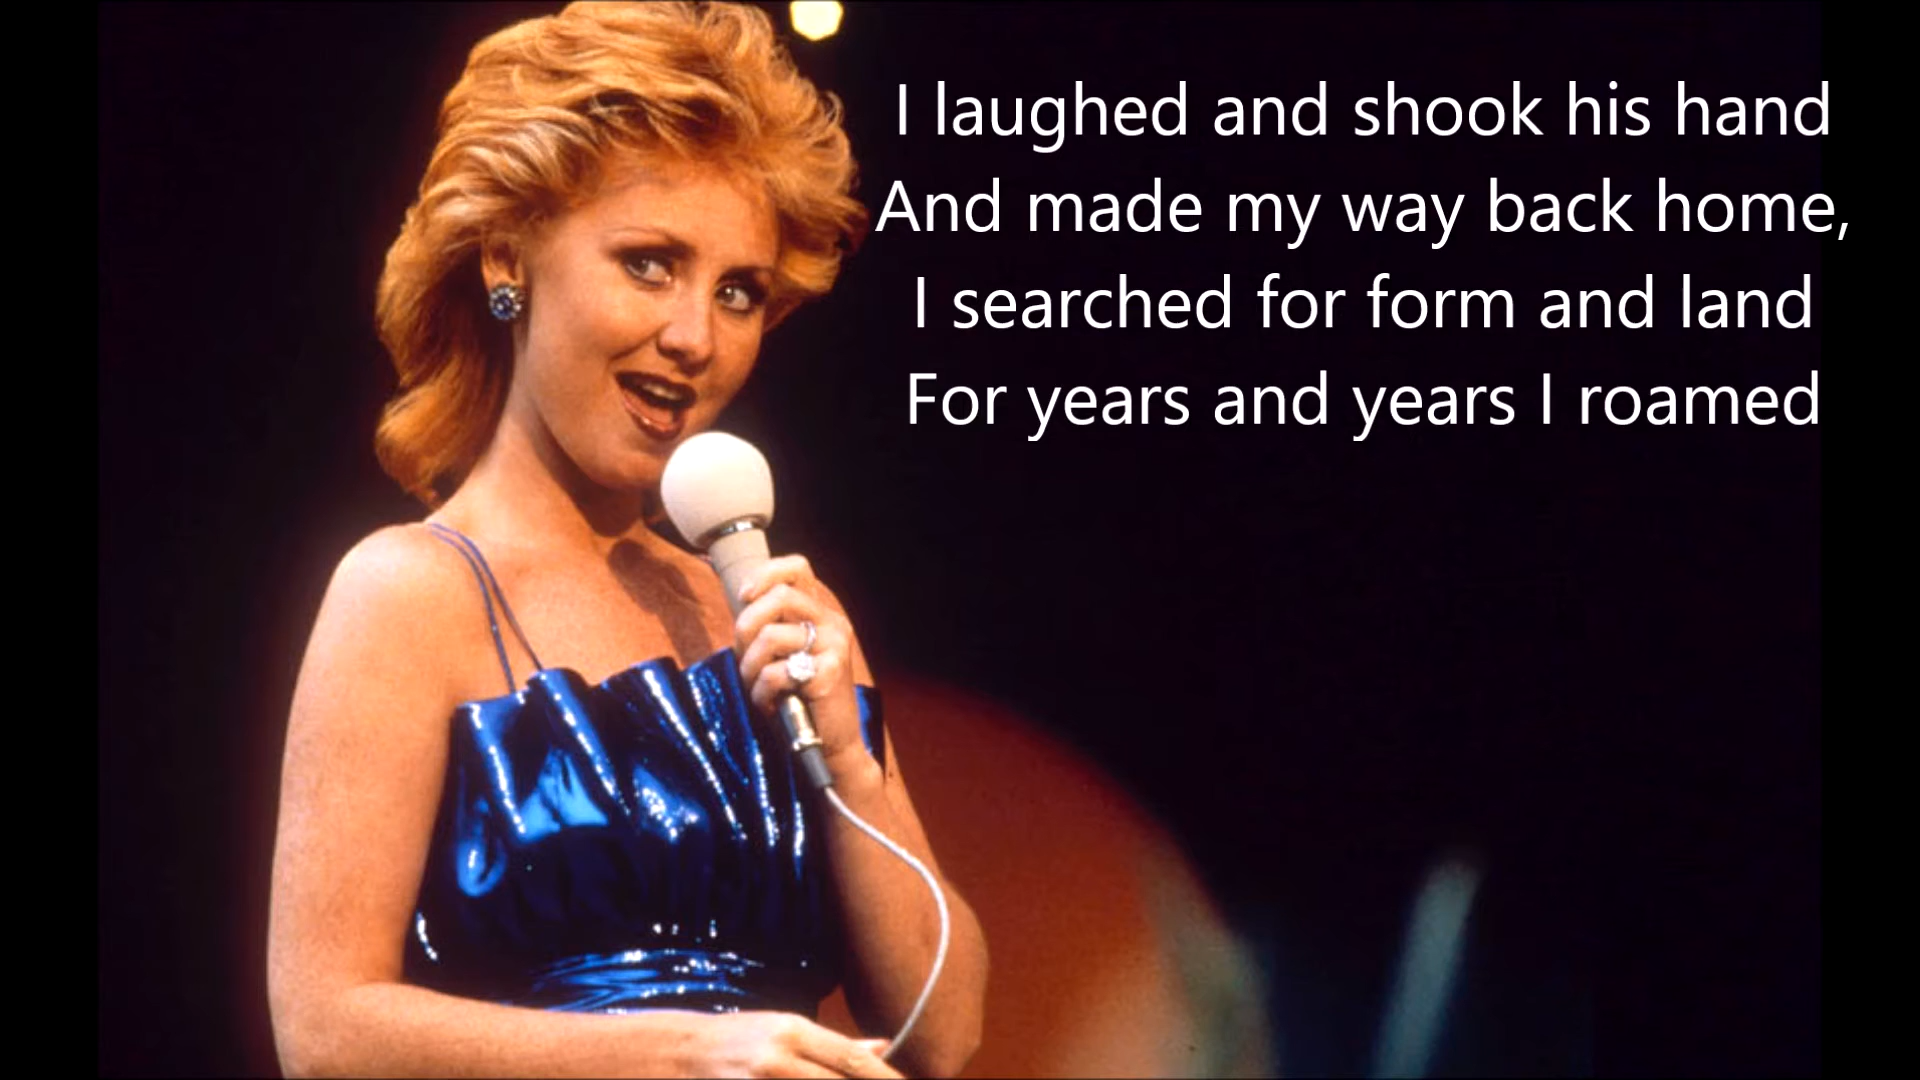 I laughed and shook his hand
And made my way back home,
I searched for form and land
For years and years I roamed